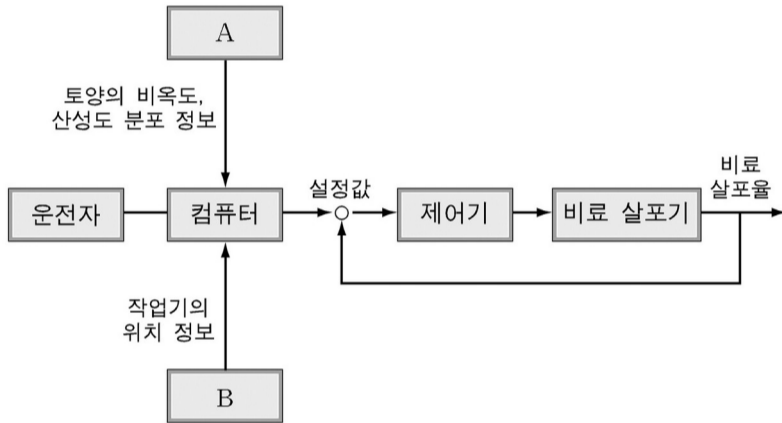 A
토양의 비옥도,
산성도 분포 정보
운전자
컴퓨터
설정값
제어기
비료 살포기
비료
살포율
작업기의
위치 정보
B